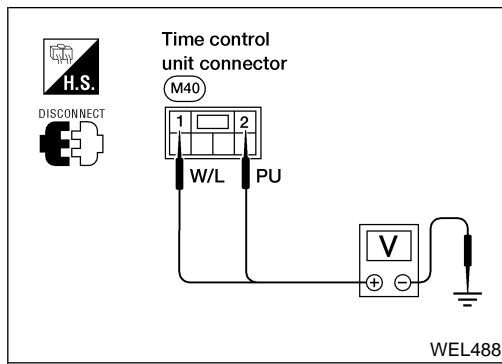 Time control
unit connector
M40
H.S.
DISCONNECT
1 2
W/L PU
V
+ −
WEL488